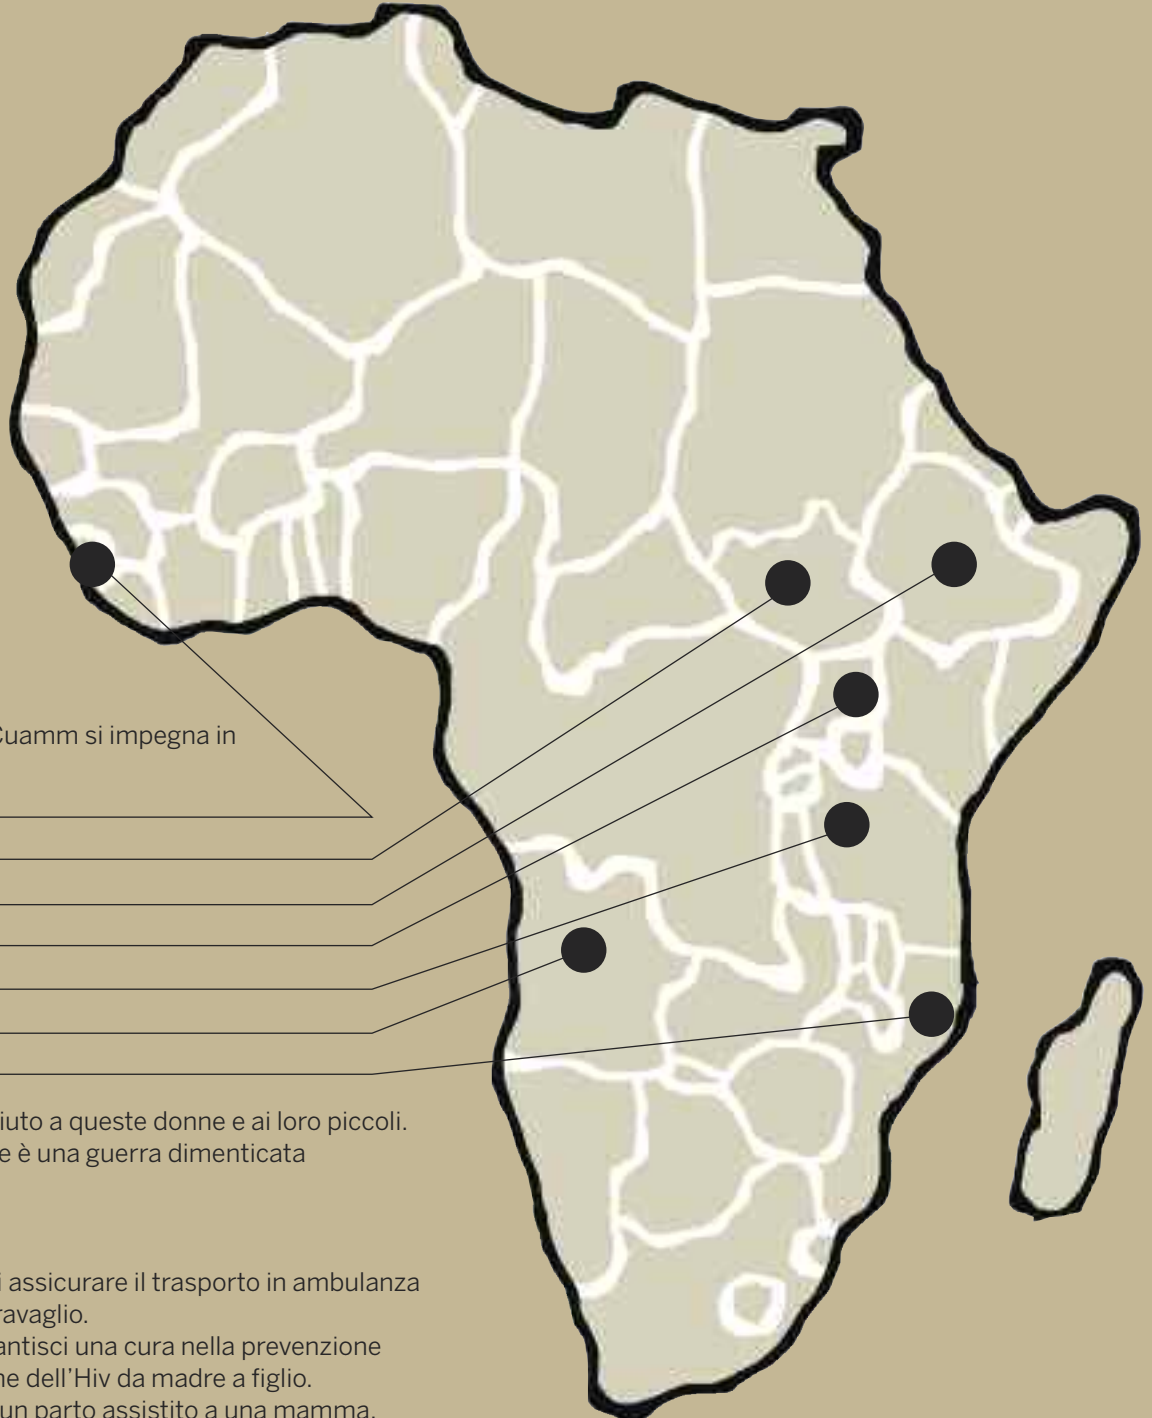 Cuamm si impegna in
iuto a queste donne e ai loro piccoli.
e è una guerra dimenticata
i assicurare il trasporto in ambulanza
ravaglio.
antisci una cura nella prevenzione
ne dell'Hiv da madre a figlio.
un parto assistito a una mamma.